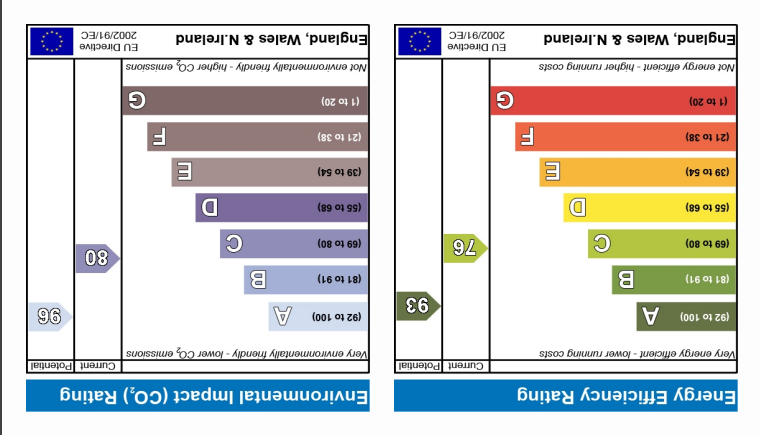 Energy Efficiency Rating
Current
Potential
Very energy efficient - lower running costs
(92 to 100) A
93
(81 to 91) B
(69 to 80) C
76
(55 to 68) D
(39 to 54) E
(21 to 38) F
(1 to 20) G
Not energy efficient - higher running costs
England, Wales & N.Ireland
EU Directive
2002/91/EC
Environmental Impact (CO₂) Rating
Current
Potential
Very environmentally friendly - lower CO₂ emissions
(92 to 100) A
96
(81 to 91) B
(69 to 80) C
80
(55 to 68) D
(39 to 54) E
(21 to 38) F
(1 to 20) G
Not environmentally friendly - higher CO₂ emissions
England, Wales & N.Ireland
EU Directive
2002/91/EC